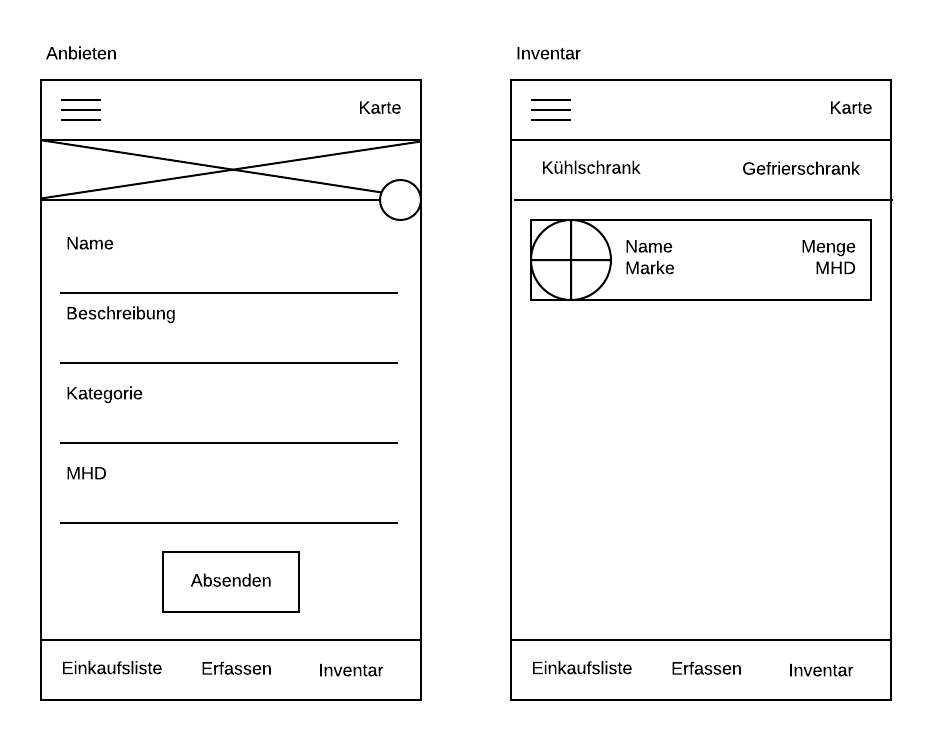 Anbieten
Karte
Name
Beschreibung
Kategorie
MHD
Absenden
Einkaufsliste Erfassen Inventar
Inventar
Karte
Kühlschrank Gefrierschrank
Name Menge
Marke MHD
Einkaufsliste Erfassen Inventar